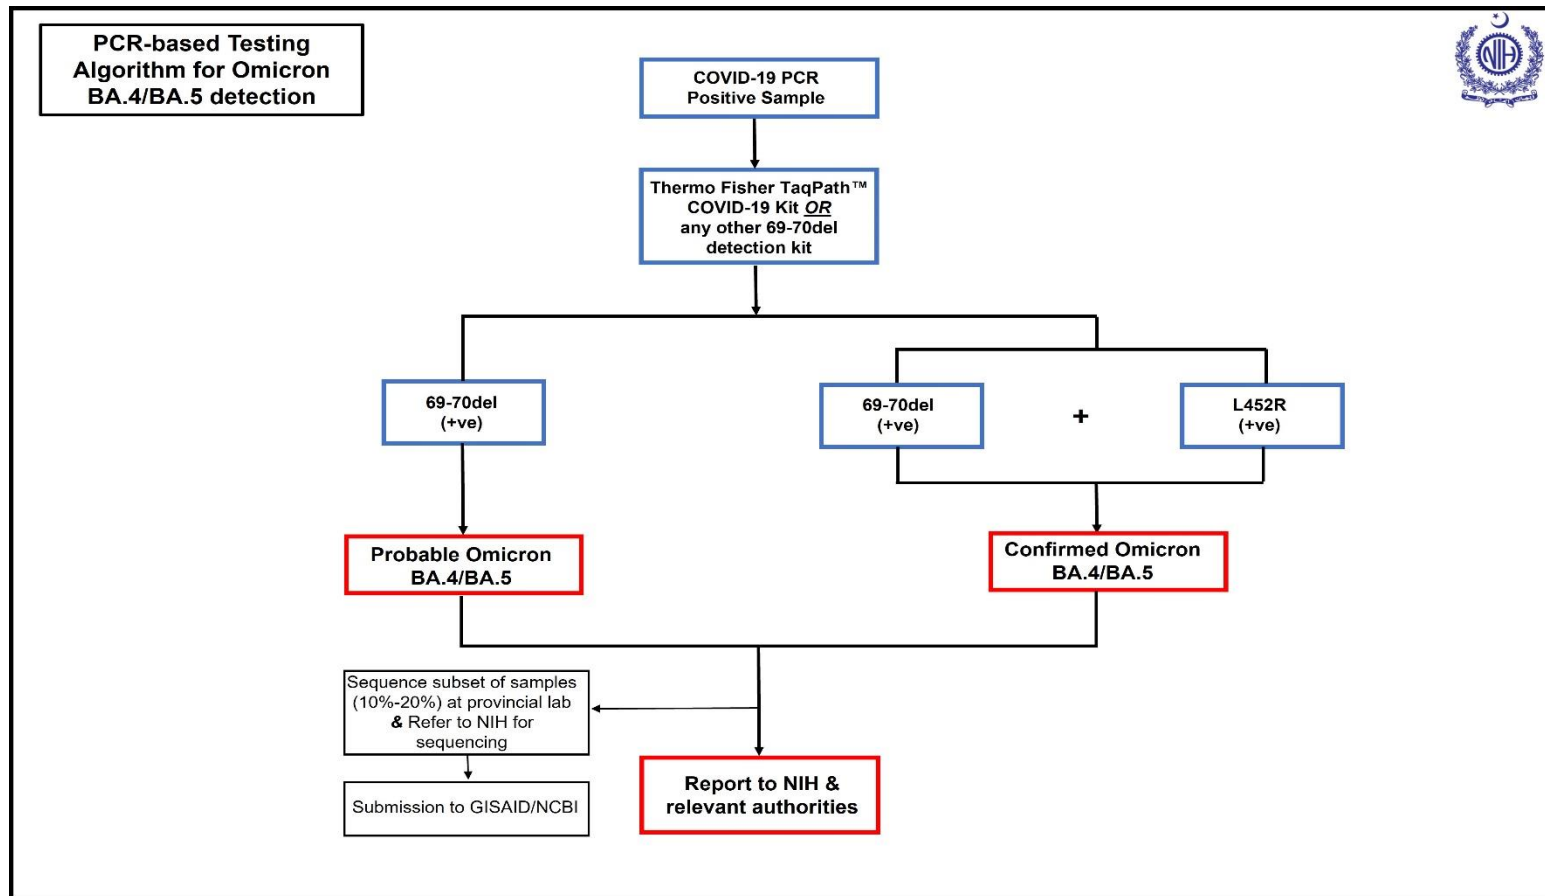 PCR-based Testing
Algorithm for Omicron
BA.4/BA.5 detection
NIH
COVID-19 PCR
Positive Sample
Thermo Fisher TaqPath™
COVID-19 Kit OR
any other 69-70del
detection kit
69-70del
(+ve)
69-70del
(+ve)
+
L452R
(+ve)
Probable Omicron
BA.4/BA.5
Confirmed Omicron
BA.4/BA.5
Sequence subset of samples
(10%-20%) at provincial lab
& Refer to NIH for
sequencing
Submission to GISAID/NCBI
Report to NIH &
relevant authorities